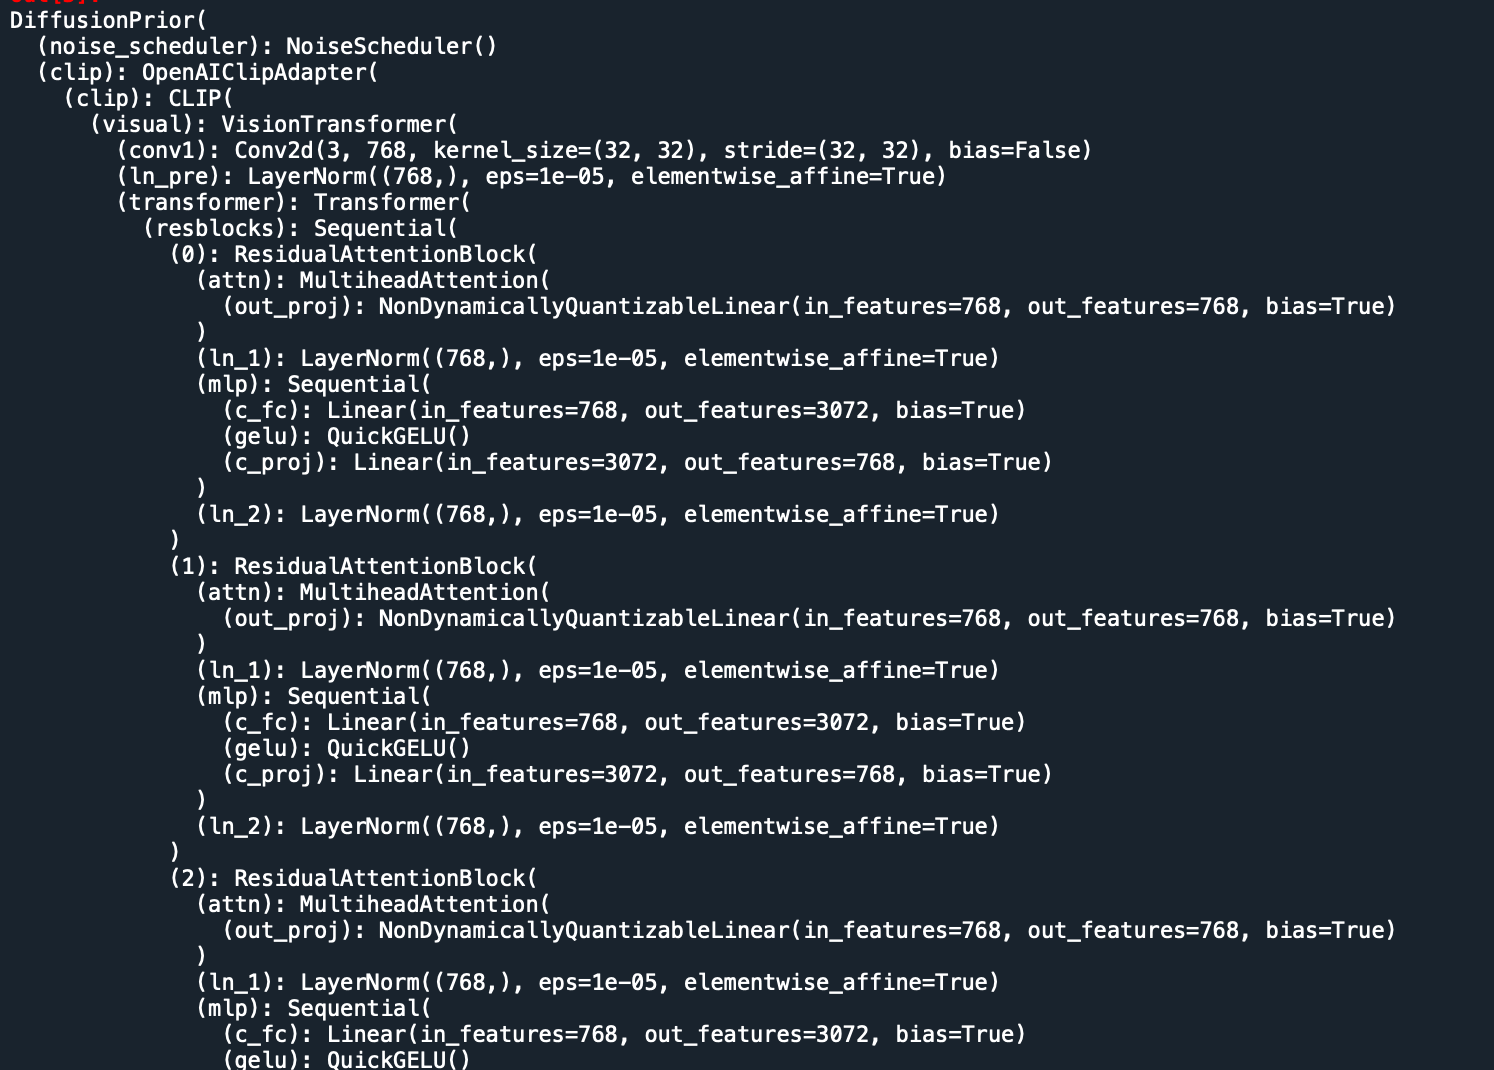 DiffusionPrior(
  (noise_scheduler): NoiseScheduler()
  (clip): OpenAIClipAdapter(
    (clip): CLIP(
      (visual): VisionTransformer(
        (conv1): Conv2d(3, 768, kernel_size=(32, 32), stride=(32, 32), bias=False)
        (ln_pre): LayerNorm((768,), eps=1e-05, elementwise_affine=True)
        (transformer): Transformer(
          (resblocks): Sequential(
            (0): ResidualAttentionBlock(
              (attn): MultiheadAttention(
                (out_proj): NonDynamicallyQuantizableLinear(in_features=768, out_features=768, bias=True)
              )
              (ln_1): LayerNorm((768,), eps=1e-05, elementwise_affine=True)
              (mlp): Sequential(
                (c_fc): Linear(in_features=768, out_features=3072, bias=True)
                (gelu): QuickGELU()
                (c_proj): Linear(in_features=3072, out_features=768, bias=True)
              )
              (ln_2): LayerNorm((768,), eps=1e-05, elementwise_affine=True)
            )
            (1): ResidualAttentionBlock(
              (attn): MultiheadAttention(
                (out_proj): NonDynamicallyQuantizableLinear(in_features=768, out_features=768, bias=True)
              )
              (ln_1): LayerNorm((768,), eps=1e-05, elementwise_affine=True)
              (mlp): Sequential(
                (c_fc): Linear(in_features=768, out_features=3072, bias=True)
                (gelu): QuickGELU()
                (c_proj): Linear(in_features=3072, out_features=768, bias=True)
              )
              (ln_2): LayerNorm((768,), eps=1e-05, elementwise_affine=True)
            )
            (2): ResidualAttentionBlock(
              (attn): MultiheadAttention(
                (out_proj): NonDynamicallyQuantizableLinear(in_features=768, out_features=768, bias=True)
              )
              (ln_1): LayerNorm((768,), eps=1e-05, elementwise_affine=True)
              (mlp): Sequential(
                (c_fc): Linear(in_features=768, out_features=3072, bias=True)
                (gelu): QuickGELU()